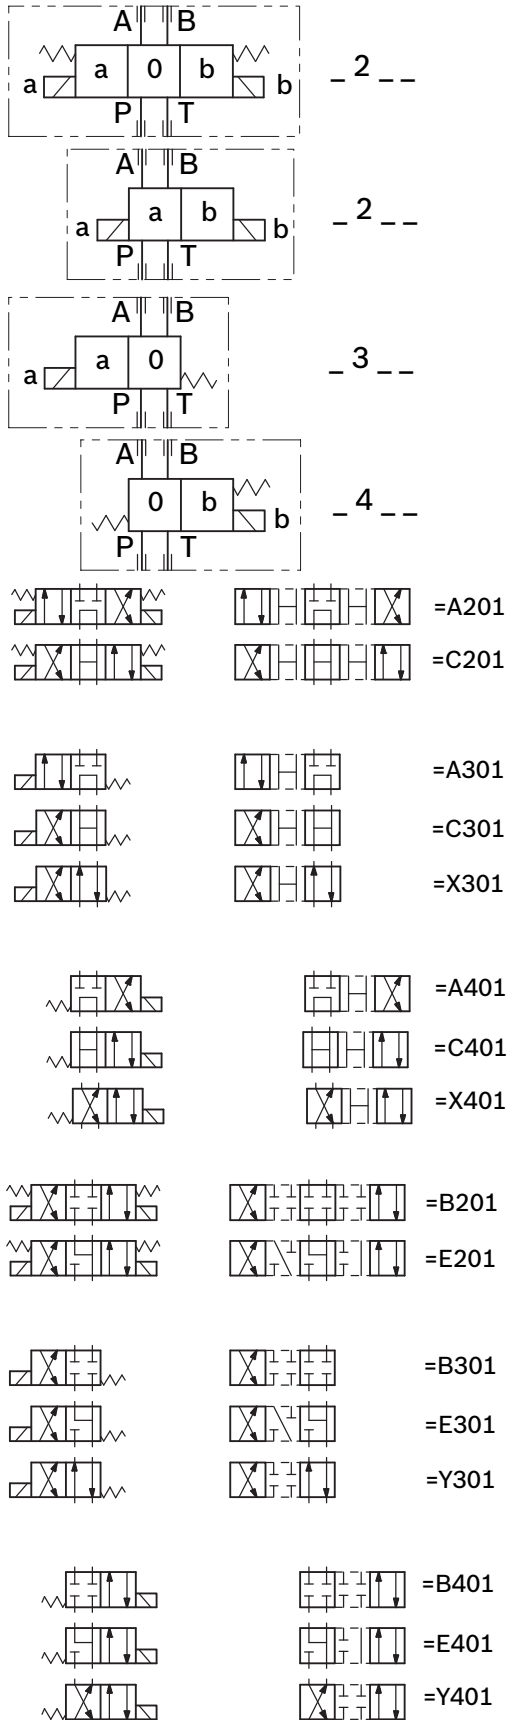 A B
a a 0 b b _ 2 _ _
P T
A B
a a b b _ 2 _ _
P T
A B
a a 0 _ 3 _ _
P T
A B
0 b b _ 4 _ _
P T
=A201
=C201
=A301
=C301
=X301
=A401
=C401
=X401
=B201
=E201
=B301
=E301
=Y301
=B401
=E401
=Y401